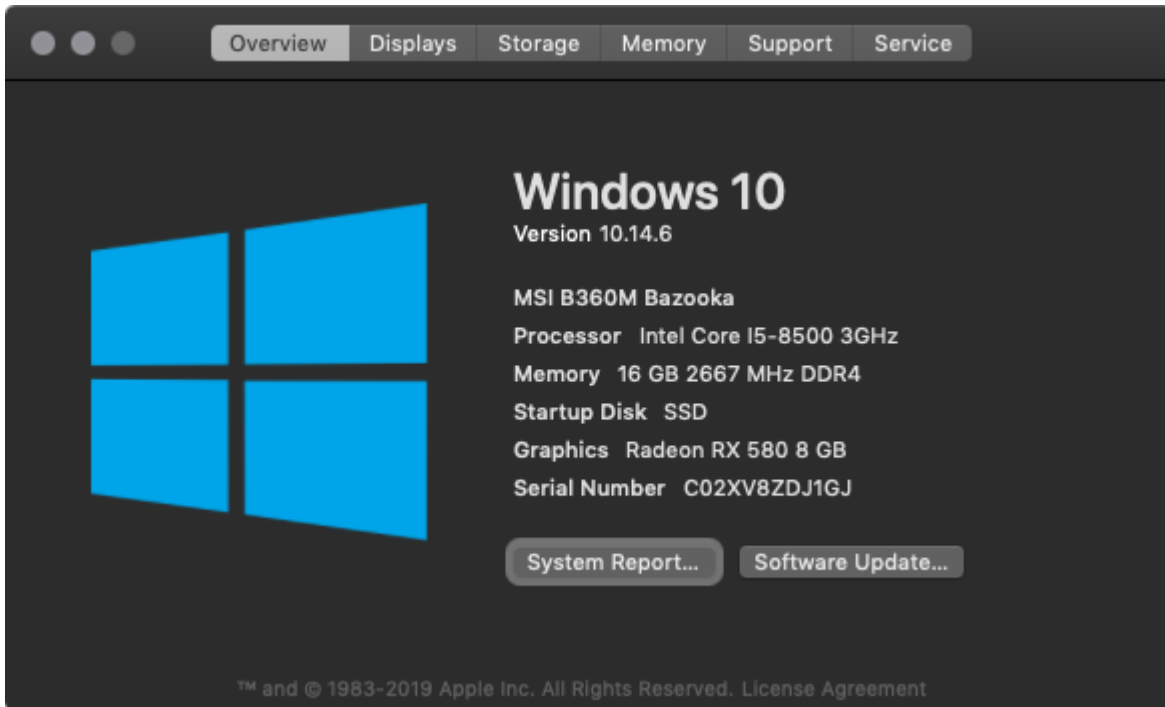 Overview Displays Storage Memory Support Service
Windows 10
Version 10.14.6
MSI B360M Bazooka
Processor Intel Core I5-8500 3GHz
Memory 16 GB 2667 MHz DDR4
Startup Disk SSD
Graphics Radeon RX 580 8 GB
Serial Number C02XV8ZDJ1GJ
System Report... Software Update...
™ and © 1983-2019 Apple Inc. All Rights Reserved. License Agreement